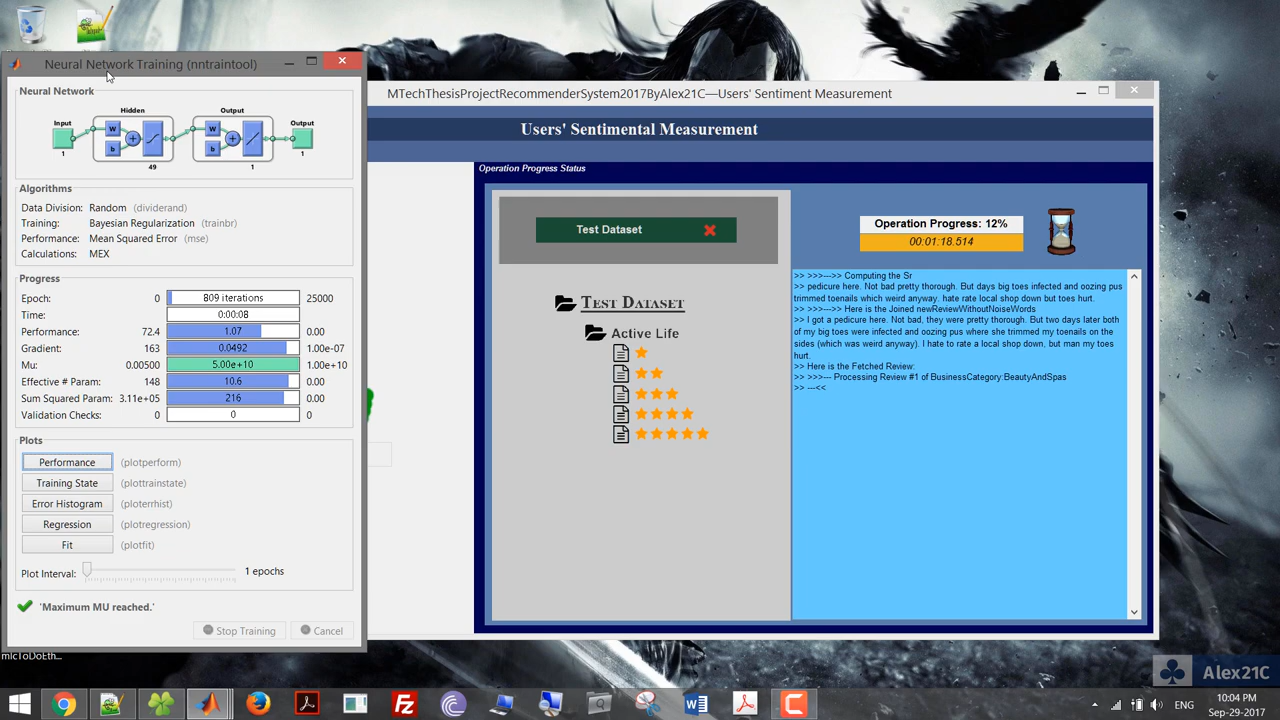 Neural Network Training (nntraintool)
Neural Network
Hidden
Output
Input
Output
W
W
+
+
b
b
1
1
49
1
Algorithms
Data Division: Random (dividerand)
Training: Bayesian Regularization (trainbr)
Performance: Mean Squared Error (mse)
Calculations: MEX
Progress
Epoch: 0 809 iterations 25000
Time: 0:00:08
Performance: 72.4 1.07 0.00
Gradient: 163 0.0492 1.00e-07
Mu: 0.00500 5.00e+10 1.00e+10
Effective # Param: 148 10.6 0.00
Sum Squared Param: 3.11e+05 216 0.00
Validation Checks: 0 0 0
Plots
Performance (plotperform)
Training State (plottrainstate)
Error Histogram (ploterrhist)
Regression (plotregression)
Fit (plotfit)
Plot Interval: 1 epochs
'Maximum MU reached.'
Stop Training Cancel
MTechThesisProjectRecommenderSystem2017ByAlex21C—Users' Sentiment Measurement
Users' Sentimental Measurement
Operation Progress Status
Test Dataset
TEST DATASET
Active Life
Operation Progress: 12%
00:01:18.514
>> >>>--->> Computing the Sr
>> pedicure here. Not bad pretty thorough. But days big toes infected and oozing pus
trimmed toenails which weird anyway. hate rate local shop down but toes hurt.
>> >>>--->> Here is the Joined newReviewWithoutNoiseWords
>> I got a pedicure here. Not bad, they were pretty thorough. But two days later both
of my big toes were infected and oozing pus where she trimmed my toenails on the
sides (which was weird anyway). I hate to rate a local shop down, but man my toes
hurt.
>> Here is the Fetched Review:
>> >>>--- Processing Review #1 of BusinessCategory:BeautyAndSpas
>> ---<<
micToDoEth...
Alex21C
10:04 PM
Sep-29-2017